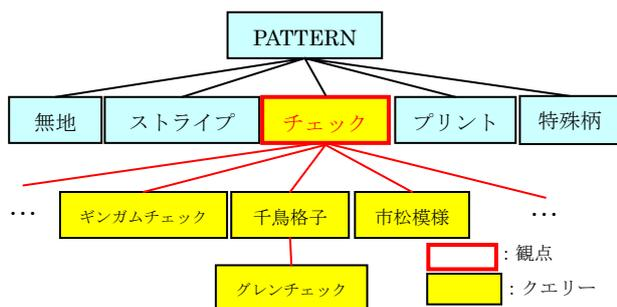 PATTERN
無地
ストライプ
チェック
プリント
特殊柄
…
ギンガムチェック
千鳥格子
市松模様
…
グレンチェック
：観点
：クエリー